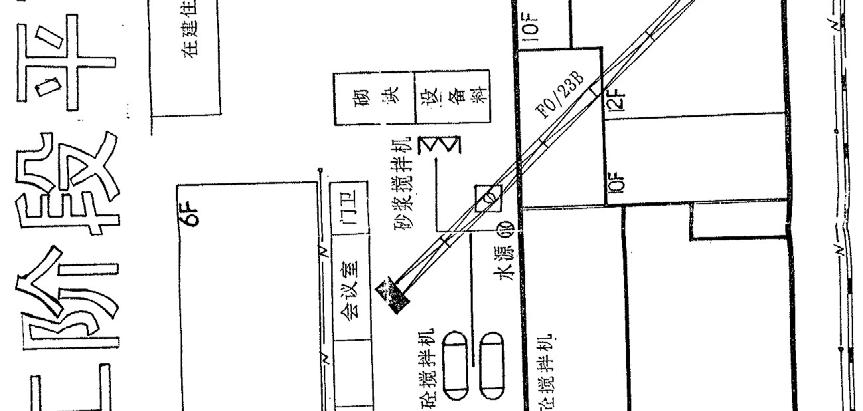 工阶段平
在建住
6F
门卫
会议室
砌块
设备料
砂浆搅拌机
水源
砼搅拌机
砼搅拌机
F0/23B
10F
12F
10F